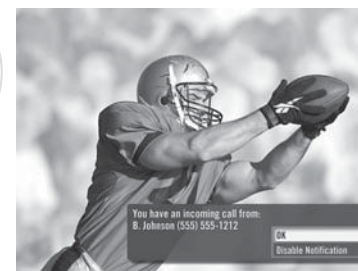 You have an incoming call from:
B. Johnson (555) 555-1212
OK
Disable Notification